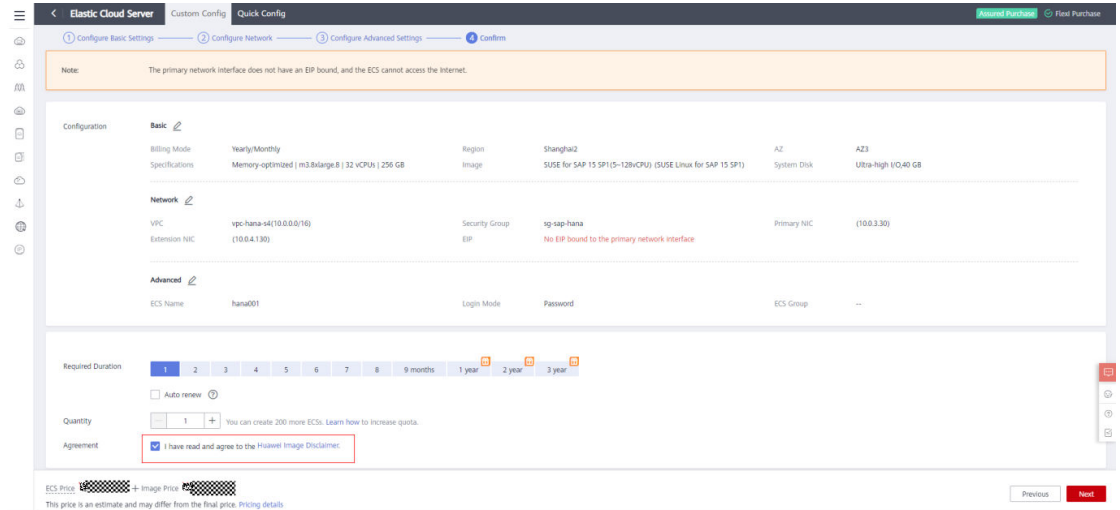 Elastic Cloud Server Custom Config Quick Config Assured Purchase Flexi Purchase
1 Configure Basic Settings 2 Configure Network 3 Configure Advanced Settings 4 Confirm
Note: The primary network interface does not have an EIP bound, and the ECS cannot access the Internet.
Configuration Basic
Billing Mode Yearly/Monthly Region Shanghai2 AZ AZ3
Specifications Memory-optimized | m3.8xlarge.8 | 32 vCPUs | 256 GB Image SUSE for SAP 15 SP1(5~128vCPU) (SUSE Linux for SAP 15 SP1) System Disk Ultra-high I/O,40 GB
Network
VPC vpc-hana-s4(10.0.0.0/16) Security Group sg-sap-hana Primary NIC (10.0.3.30)
Extension NIC (10.0.4.130) EIP No EIP bound to the primary network interface
Advanced
ECS Name hana001 Login Mode Password ECS Group --
Required Duration 1 2 3 4 5 6 7 8 9 months 1 year 2 year 3 year
Auto renew ?
Quantity - 1 + You can create 200 more ECSs. Learn how to increase quota.
Agreement I have read and agree to the Huawei Image Disclaimer.
ECS Price + Image Price
This price is an estimate and may differ from the final price. Pricing details Previous Next